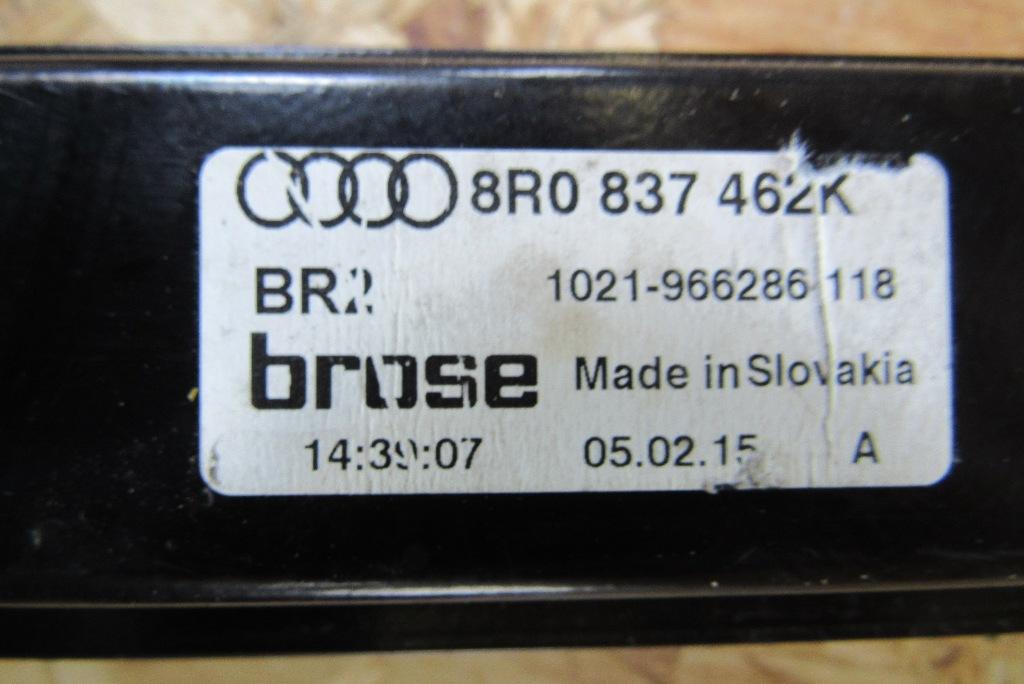 8R0 837 462K
BR2 1021-966286 118
brose Made in Slovakia
14:39:07 05.02.15 A